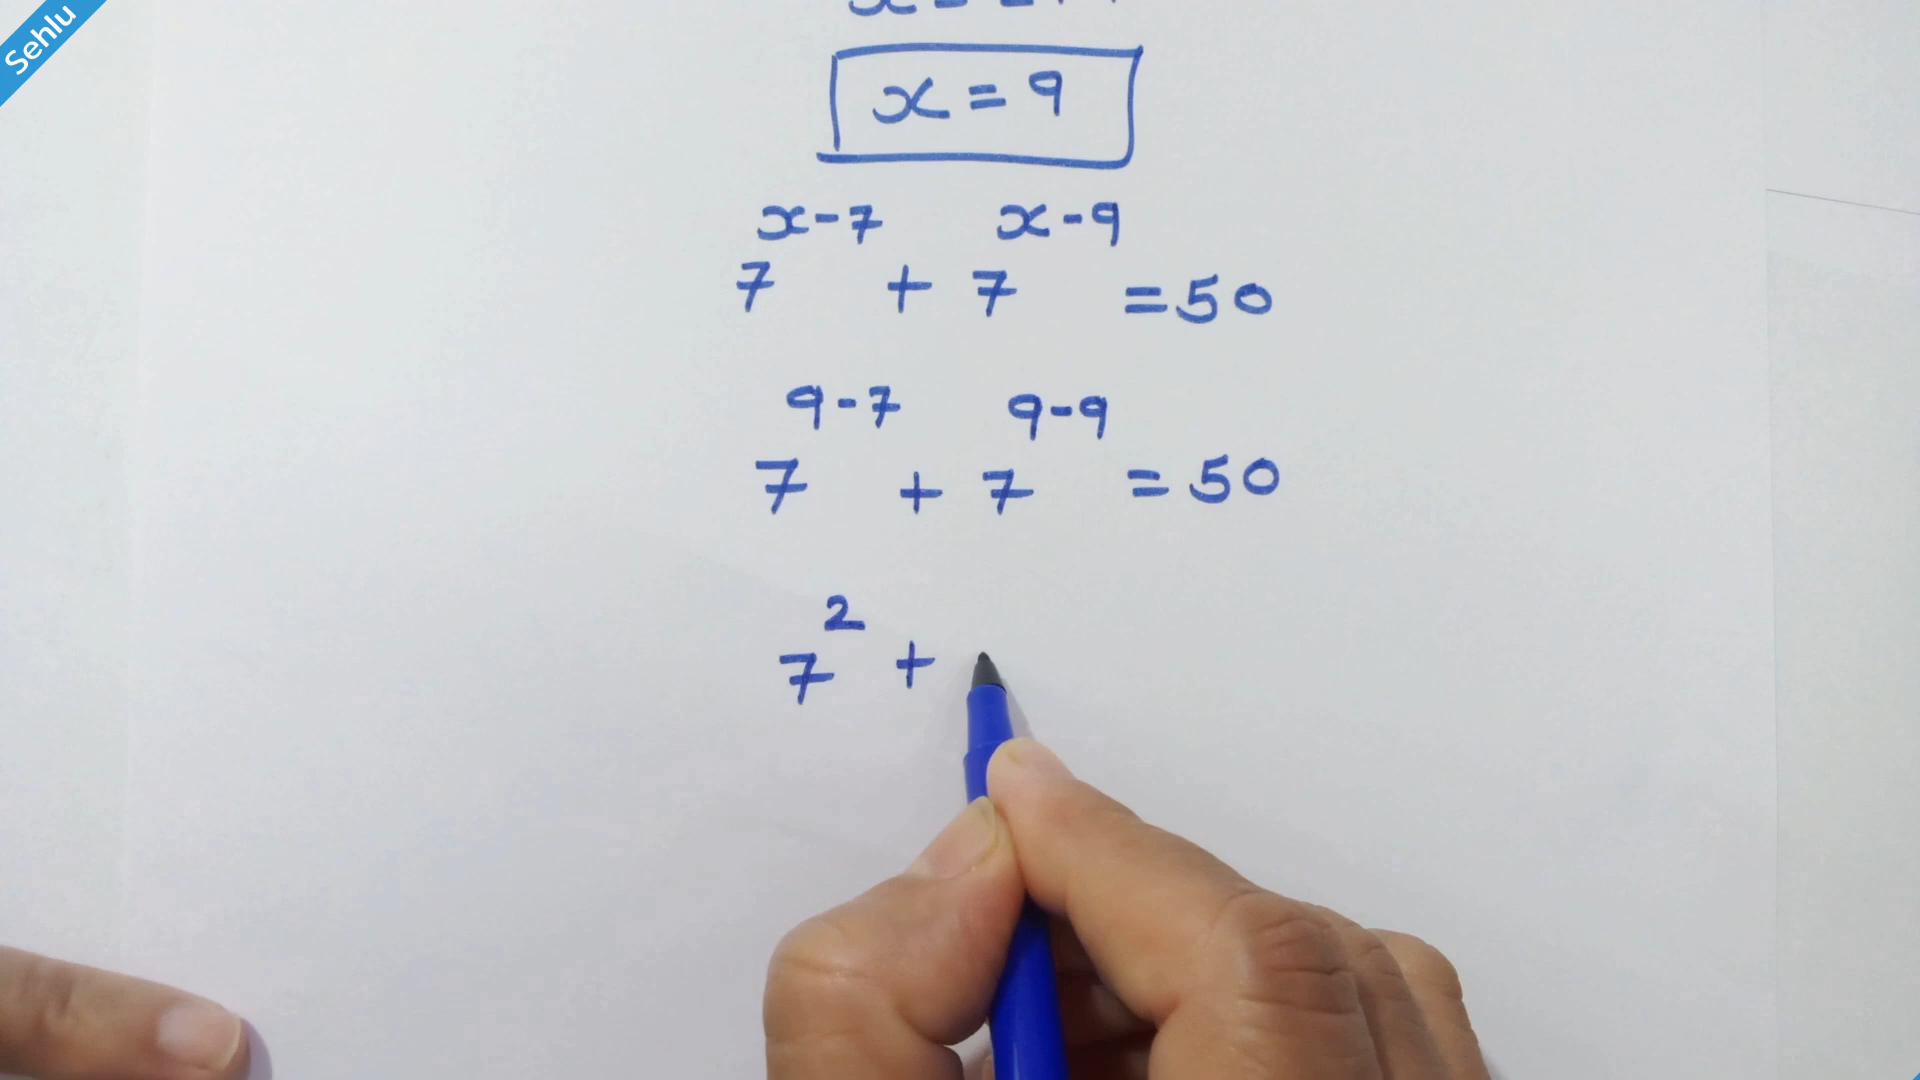 Sehlu
x = 9
7^{x-7} + 7^{x-9} = 50
7^{9-7} + 7^{9-9} = 50
7^2 +